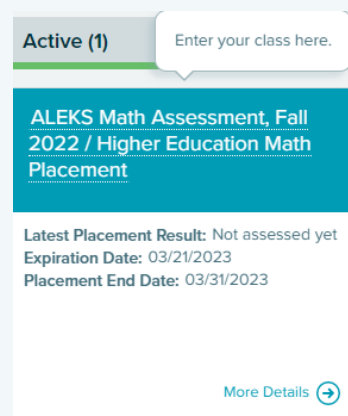 Active (1)
Enter your class here.
ALEKS Math Assessment, Fall
2022 / Higher Education Math
Placement
Latest Placement Result: Not assessed yet
Expiration Date: 03/21/2023
Placement End Date: 03/31/2023
More Details